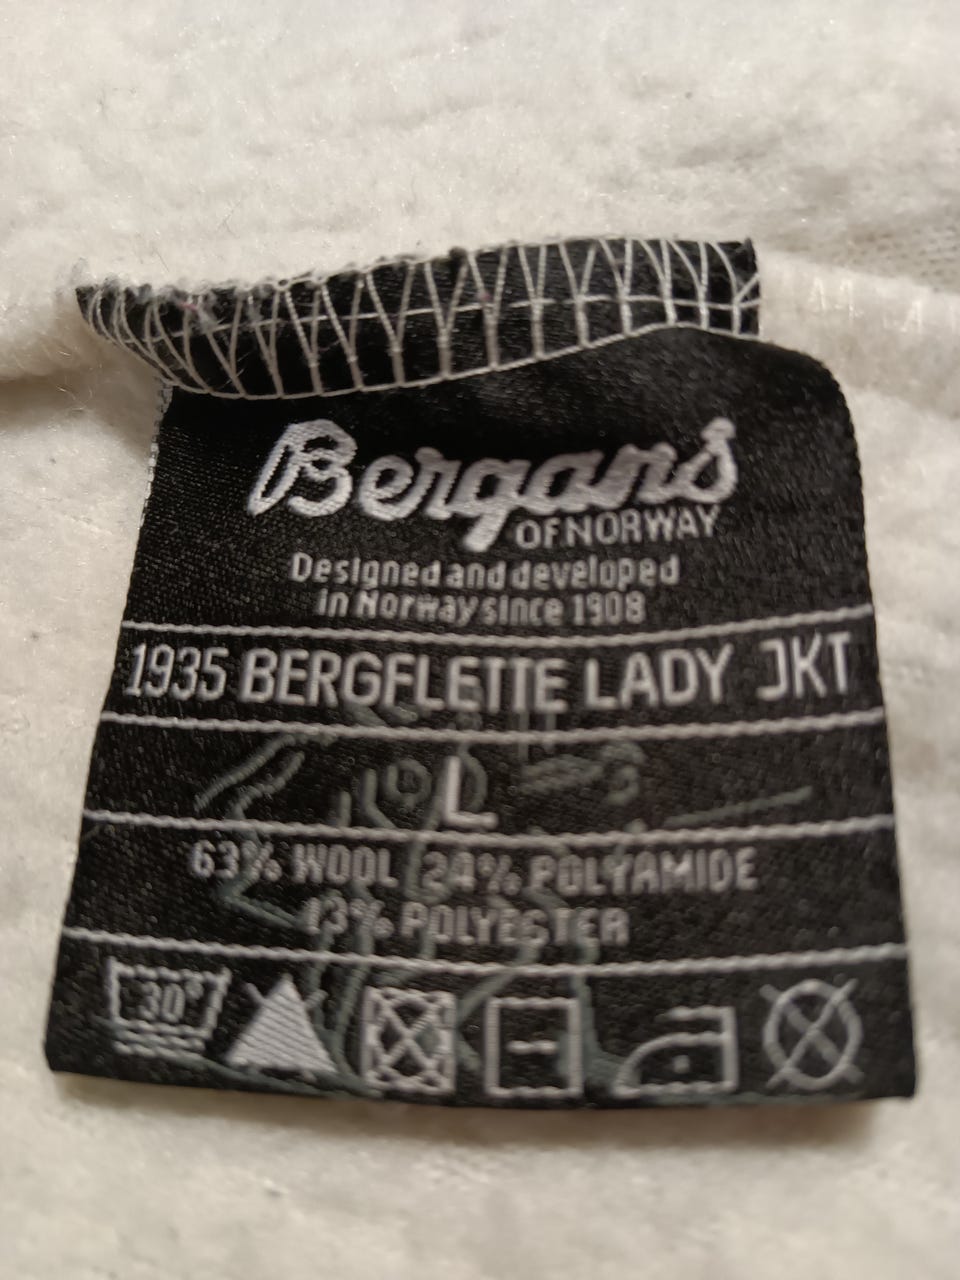 Bergans
OF NORWAY
Designed and developed
in Norway since 1908
1935 BERGFLETTE LADY JKT
L
63% WOOL 24% POLYAMIDE
13% POLYESTER
30°